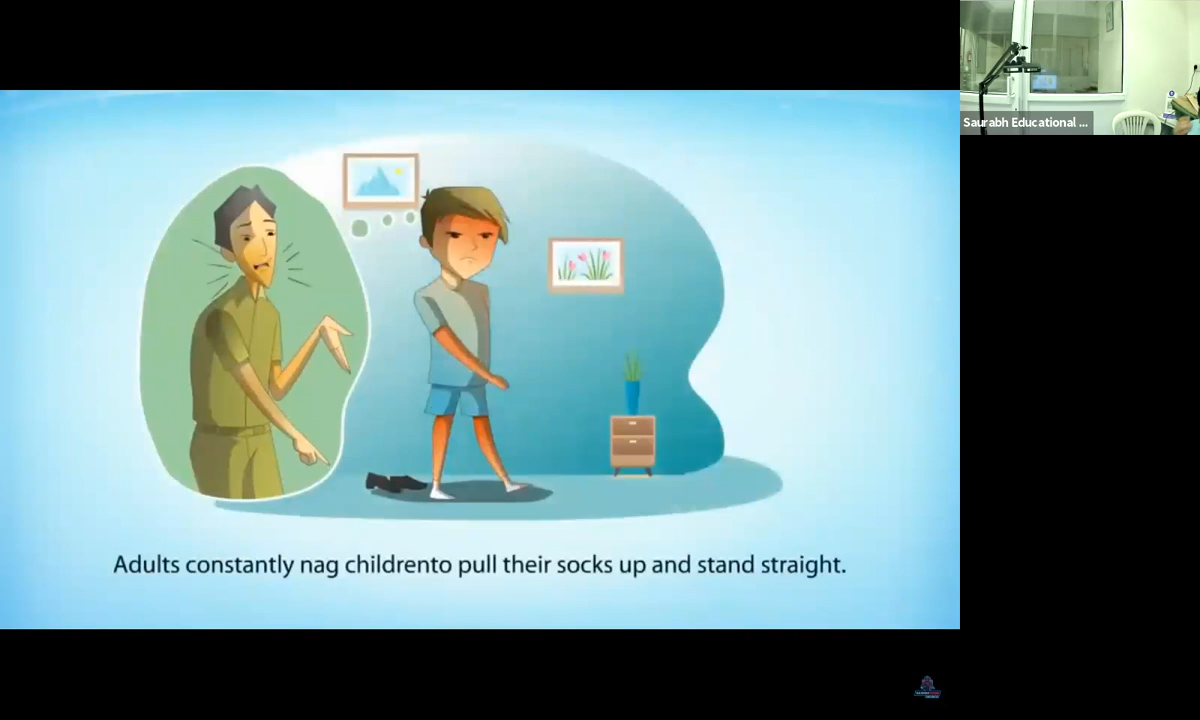 Saurabh Educational ...
Adults constantly nag childrento pull their socks up and stand straight.